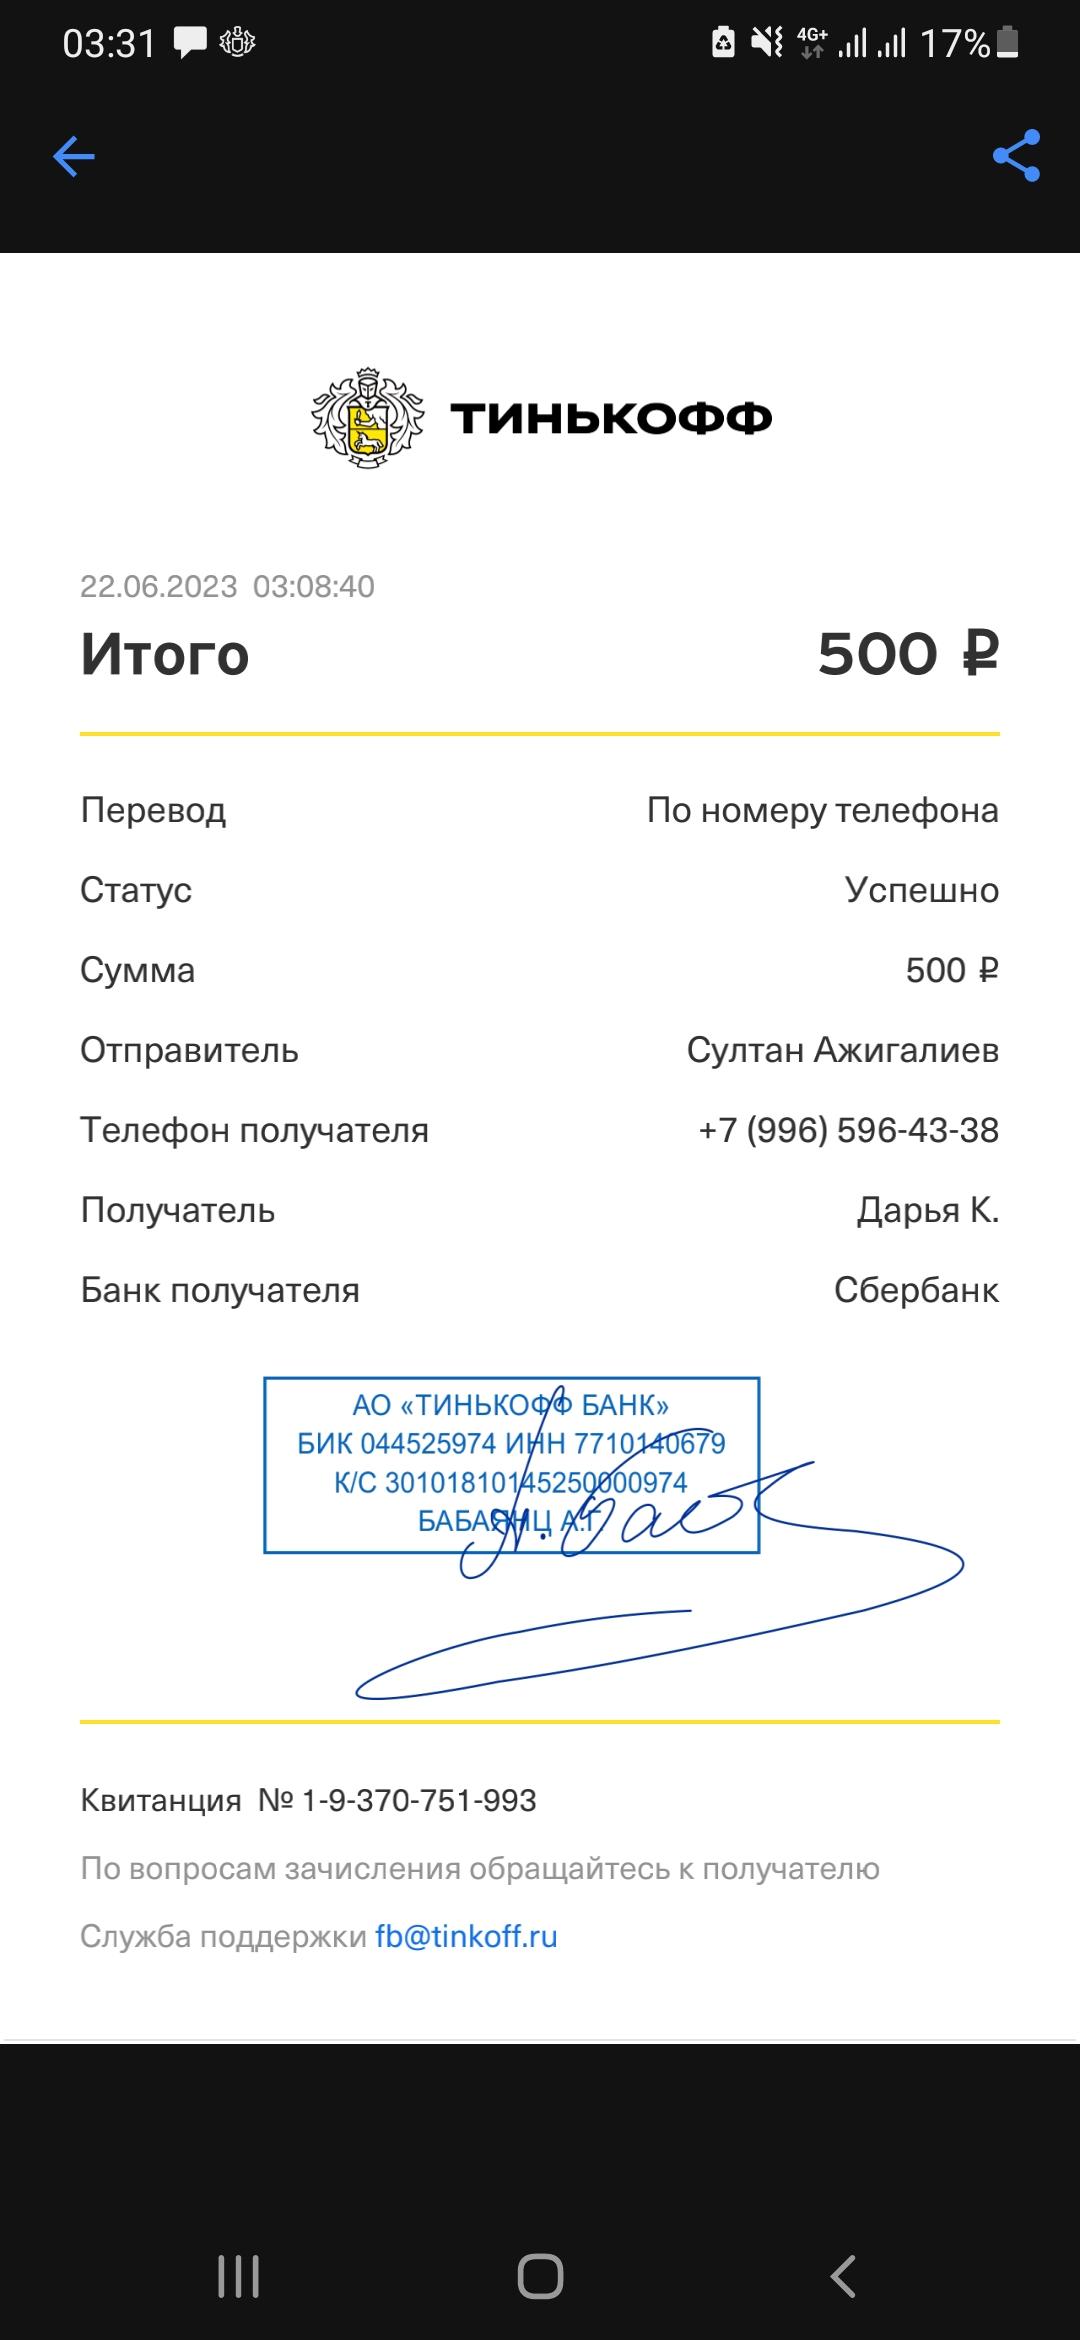 03:31 4G+ 17%
ТИНЬКОФФ
22.06.2023 03:08:40
Итого 500 ₽
Перевод По номеру телефона
Статус Успешно
Сумма 500 ₽
Отправитель Султан Ажигалиев
Телефон получателя +7 (996) 596-43-38
Получатель Дарья К.
Банк получателя Сбербанк
АО «ТИНЬКОФФ БАНК»
БИК 044525974 ИНН 7710140679
К/С 30101810145250000974
БАБАЯНЦ А.Г.
Квитанция № 1-9-370-751-993
По вопросам зачисления обращайтесь к получателю
Служба поддержки fb@tinkoff.ru